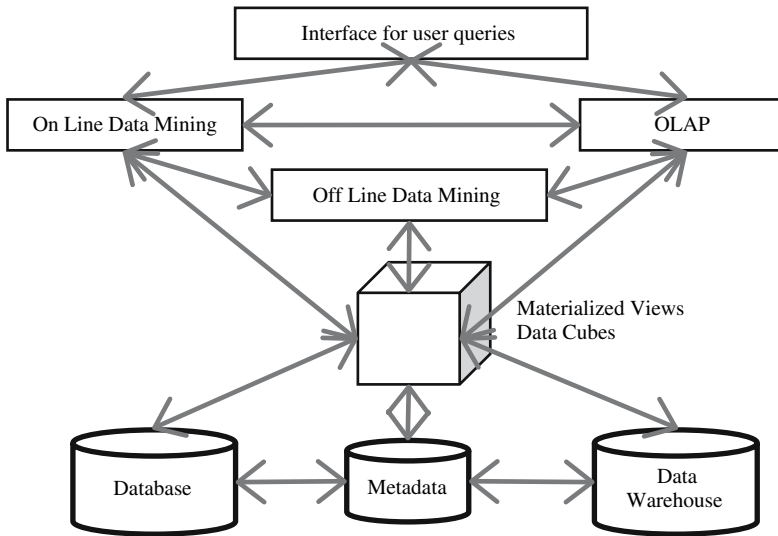 Interface for user queries
On Line Data Mining
OLAP
Off Line Data Mining
Materialized Views
Data Cubes
Database
Metadata
Data
Warehouse